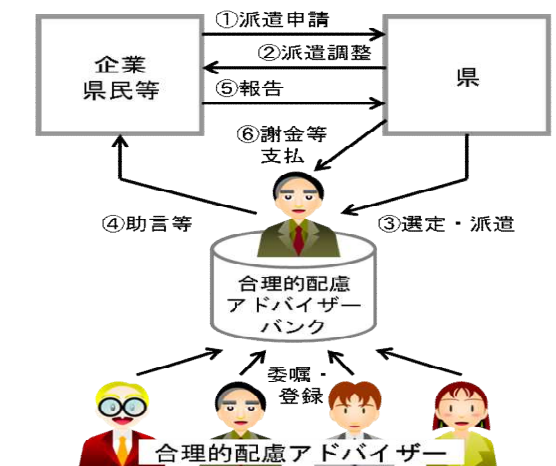 ①派遣申請
②派遣調整
企業
県民等
県
⑤報告
⑥謝金等
支払
④助言等
③選定・派遣
合理的配慮
アドバイザー
バンク
委嘱・
登録
合理的配慮アドバイザー